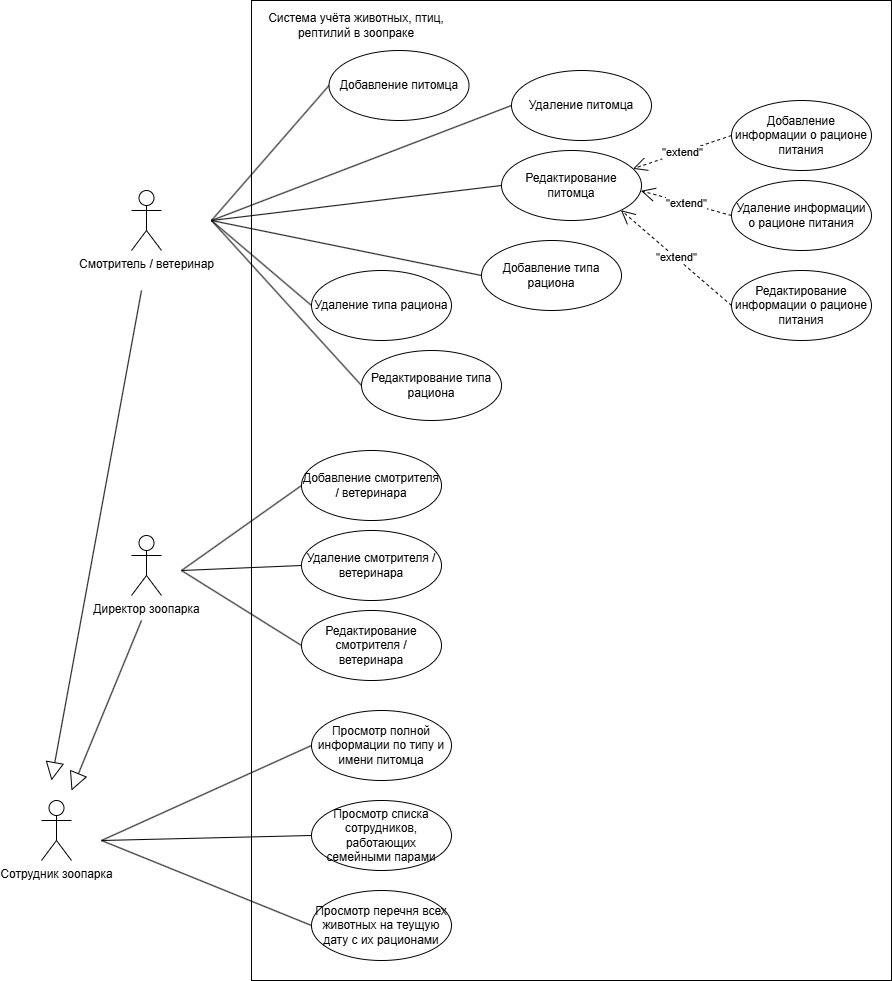 Система учёта животных, птиц,
рептилий в зоопраке
Добавление питомца
Удаление питомца
Добавление
информации о рационе
питания
"extend"
Редактирование
питомца
"extend"
Удаление информации
о рационе питания
Смотритель / ветеринар
"extend"
Добавление типа
рациона
Удаление типа рациона
Редактирование
информации о рационе
питания
Редактирование типа
рациона
Добавление смотрителя
/ ветеринара
Удаление смотрителя /
ветеринара
Директор зоопарка
Редактирование
смотрителя /
ветеринара
Просмотр полной
информации по типу и
имени питомца
Просмотр списка
сотрудников,
работающих
семейными парами
Сотрудник зоопарка
Просмотр перечня всех
животных на теущую
дату с их рационами